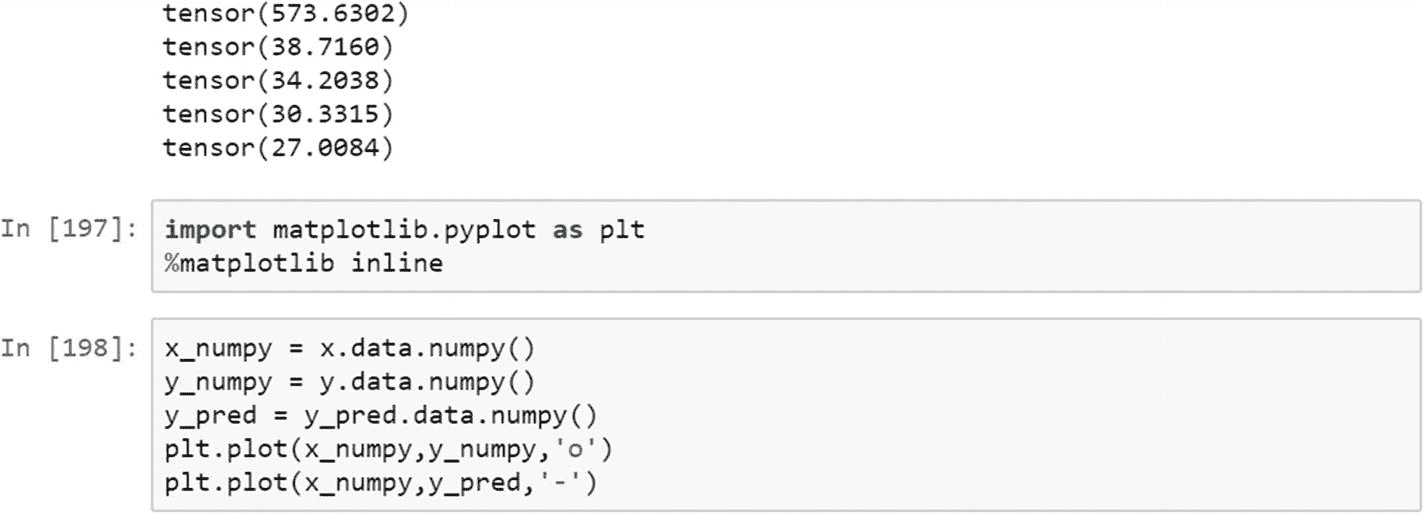 tensor(573.6302)
tensor(38.7160)
tensor(34.2038)
tensor(30.3315)
tensor(27.0084)
In [197]: import matplotlib.pyplot as plt
%matplotlib inline
In [198]: x_numpy = x.data.numpy()
y_numpy = y.data.numpy()
y_pred = y_pred.data.numpy()
plt.plot(x_numpy,y_numpy,'o')
plt.plot(x_numpy,y_pred,'-')